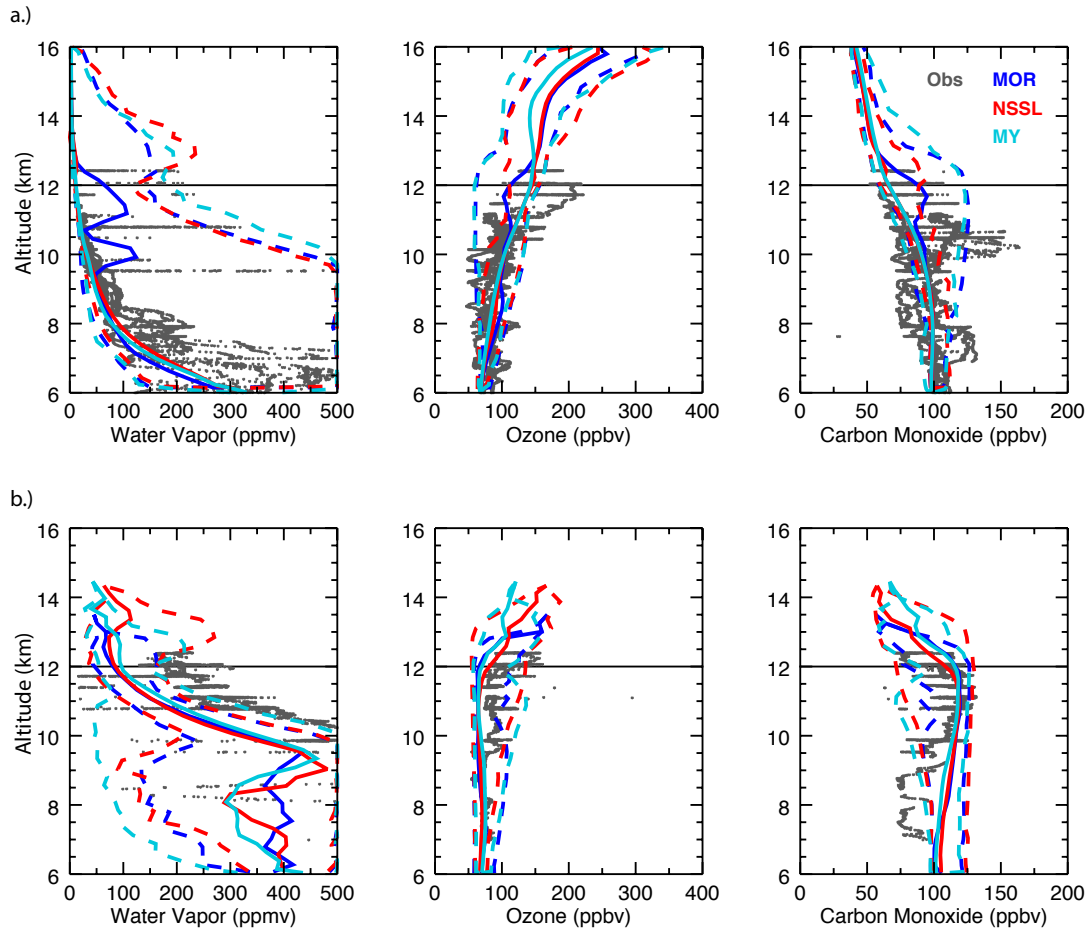 a.)
16
14
12
10
8
6
Altitude (km)
0 100 200 300 400 500
Water Vapor (ppmv)
16
14
12
10
8
6
0 100 200 300 400
Ozone (ppbv)
16
14
12
10
8
6
Obs MOR
NSSL
MY
0 50 100 150 200
Carbon Monoxide (ppbv)
b.)
16
14
12
10
8
6
Altitude (km)
0 100 200 300 400 500
Water Vapor (ppmv)
16
14
12
10
8
6
0 100 200 300 400
Ozone (ppbv)
16
14
12
10
8
6
0 50 100 150 200
Carbon Monoxide (ppbv)